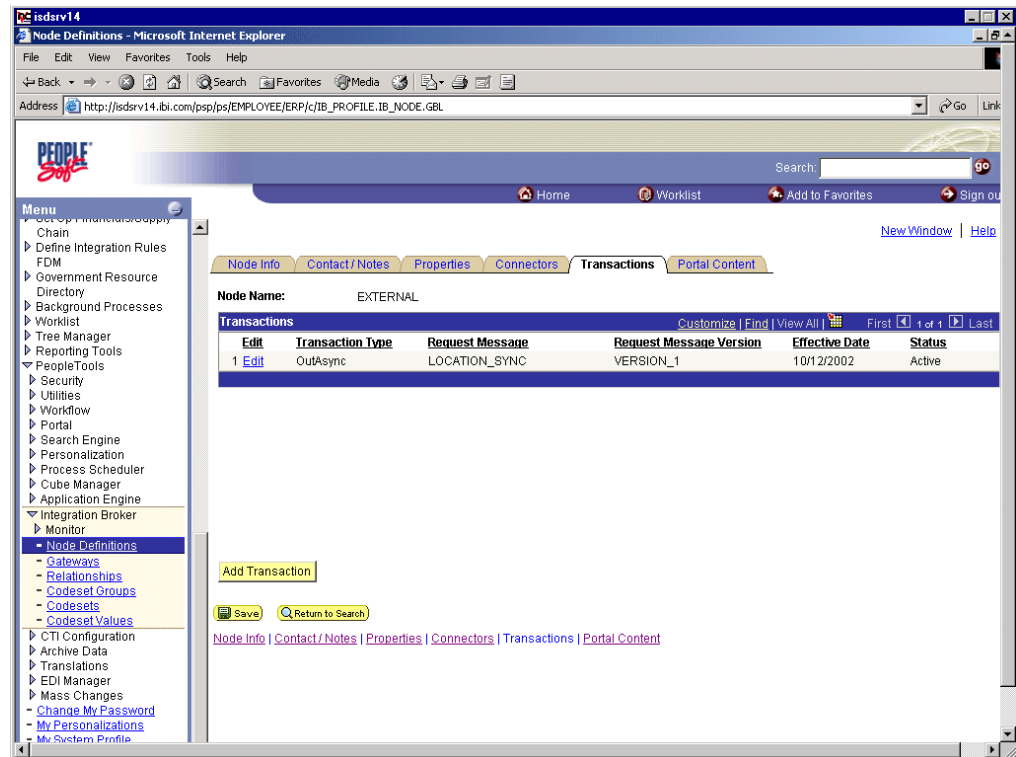 isdsrv14
Node Definitions - Microsoft Internet Explorer
File Edit View Favorites Tools Help
Back Search Favorites Media
Address http://isdsrv14.ibi.com/psp/ps/EMPLOYEE/ERP/c/IB_PROFILE.IB_NODE.GBL Go Link
PEOPLE
Soft
Search: go
Home Worklist Add to Favorites Sign ou
Menu
Set Up Financials/Supply
Chain
Define Integration Rules
FDM
Government Resource
Directory
Background Processes
Worklist
Tree Manager
Reporting Tools
PeopleTools
Security
Utilities
Workflow
Portal
Search Engine
Personalization
Process Scheduler
Cube Manager
Application Engine
Integration Broker
Monitor
Node Definitions
Gateways
Relationships
Codeset Groups
Codesets
Codeset Values
CTI Configuration
Archive Data
Translations
EDI Manager
Mass Changes
Change My Password
My Personalizations
My System Profile
New Window | Help
Node Info Contact / Notes Properties Connectors Transactions Portal Content
Node Name: EXTERNAL
Transactions Customize | Find | View All | First 1 of 1 Last
Edit Transaction Type Request Message Request Message Version Effective Date Status
1 Edit OutAsync LOCATION_SYNC VERSION_1 10/12/2002 Active
Add Transaction
Save Return to Search
Node Info | Contact / Notes | Properties | Connectors | Transactions | Portal Content